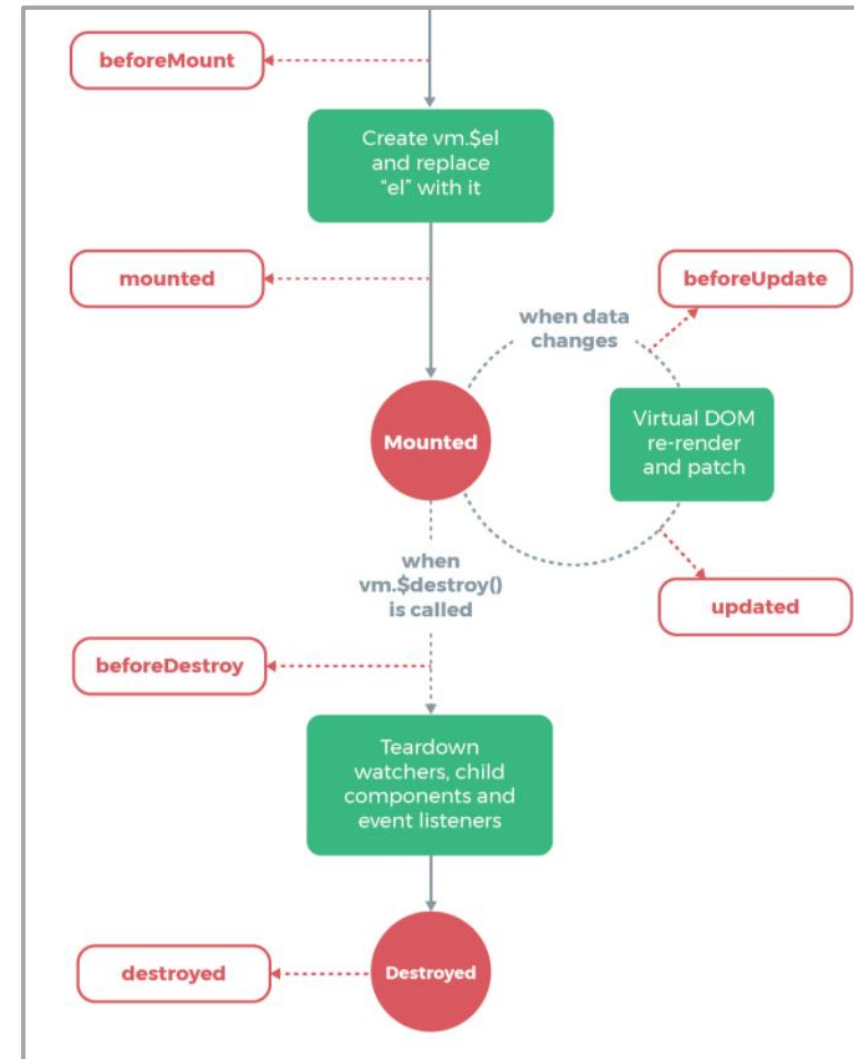 beforeMount
Create vm.$el
and replace
“el” with it
mounted
beforeUpdate
when data
changes
Mounted
Virtual DOM
re-render
and patch
when
vm.$destroy()
is called
updated
beforeDestroy
Teardown
watchers, child
components and
event listeners
destroyed
Destroyed